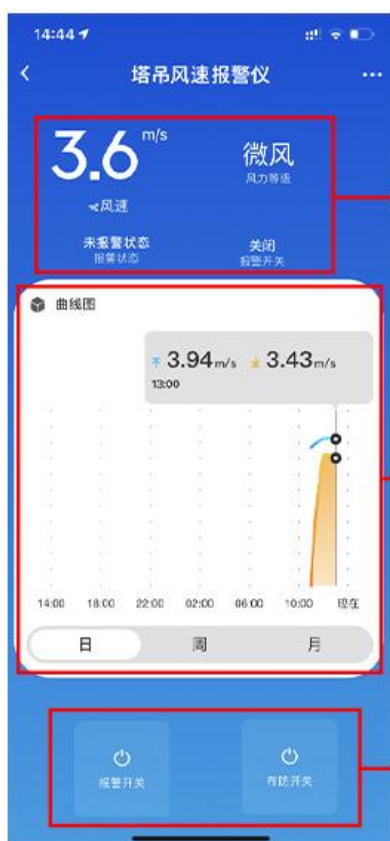 14:44
塔吊风速报警仪
3.6 m/s
微风
风力等级
风速
未报警状态
报警状态
关闭
报警开关
曲线图
3.94m/s 3.43m/s
13:00
14:00 18:00 22:00 02:00 06:00 10:00 现在
日 周 月
报警开关 布防开关